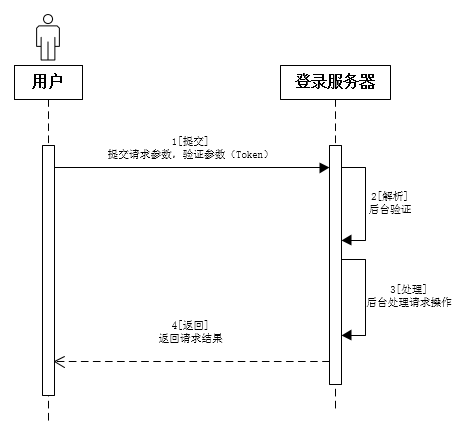 用户
登录服务器
1[提交]
提交请求参数，验证参数（Token）
2[解析]
后台验证
3[处理]
后台处理请求操作
4[返回]
返回请求结果